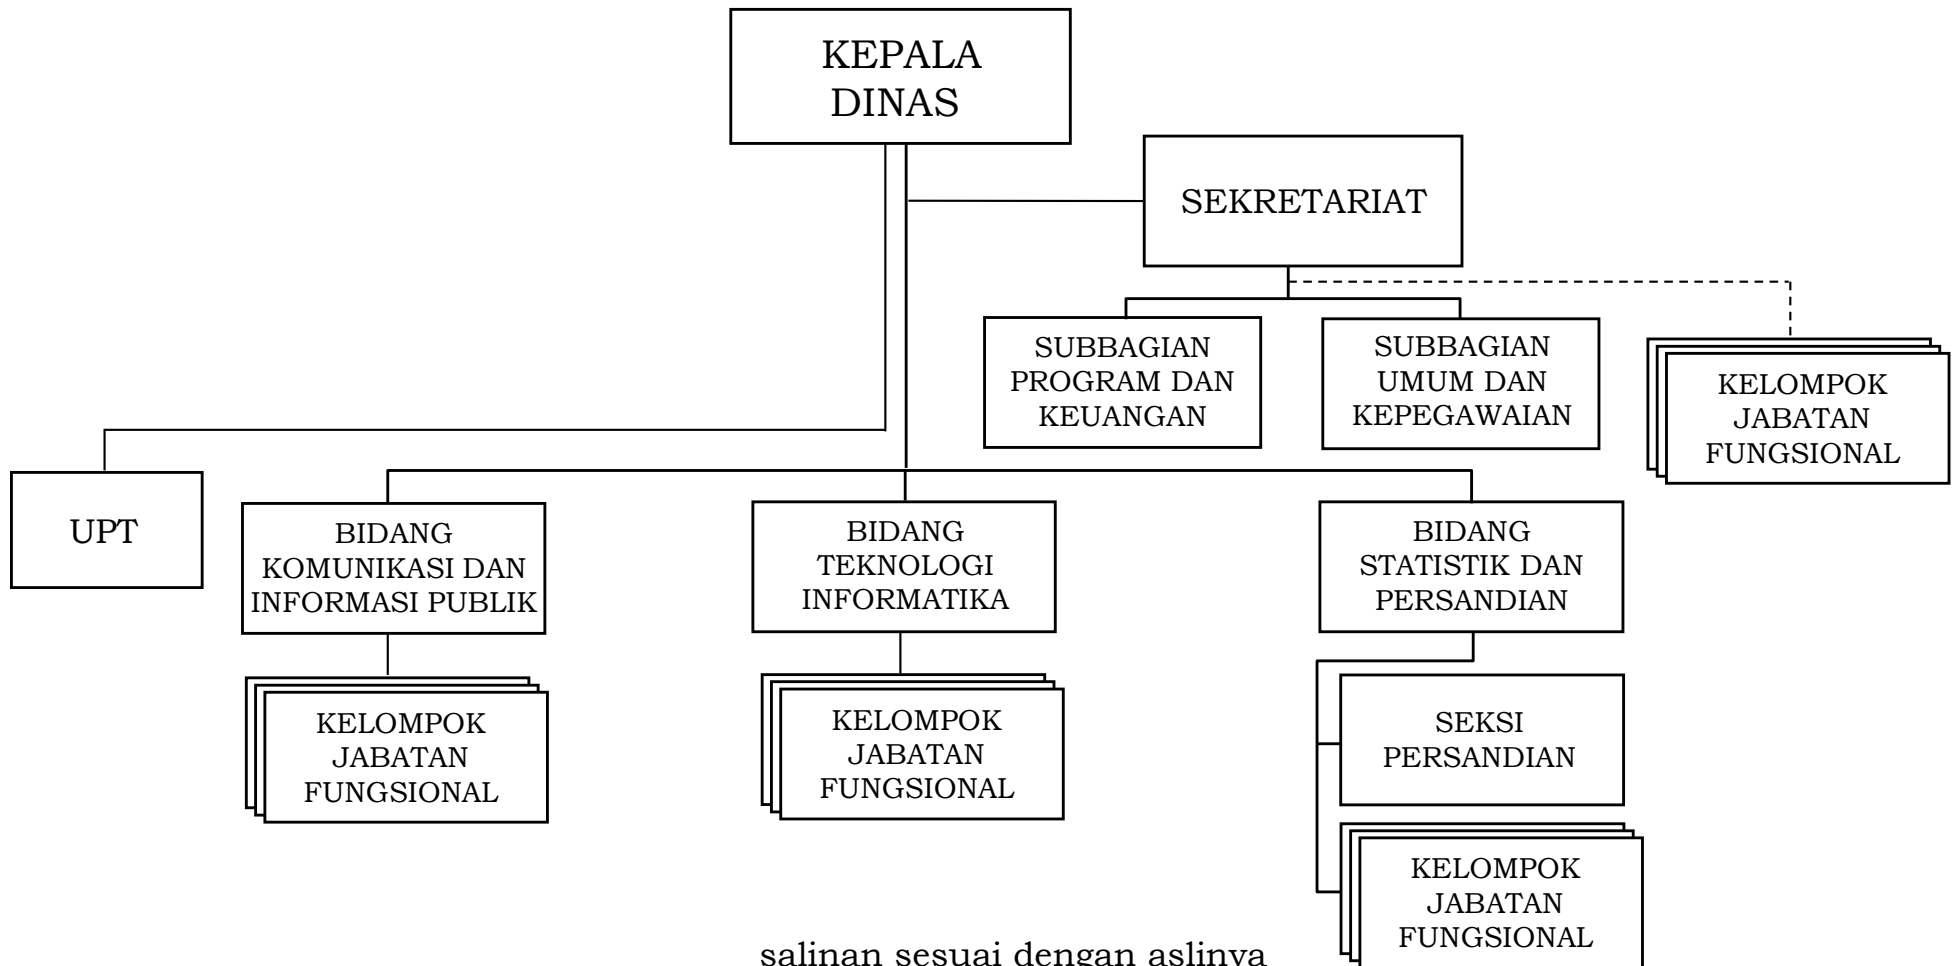 KEPALA
DINAS
SEKRETARIAT
SUBBAGIAN
PROGRAM DAN
KEUANGAN
SUBBAGIAN
UMUM DAN
KEPEGAWAIAN
KELOMPOK
JABATAN
FUNGSIONAL
UPT
BIDANG
KOMUNIKASI DAN
INFORMASI PUBLIK
BIDANG
TEKNOLOGI
INFORMATIKA
BIDANG
STATISTIK DAN
PERSANDIAN
KELOMPOK
JABATAN
FUNGSIONAL
KELOMPOK
JABATAN
FUNGSIONAL
SEKSI
PERSANDIAN
KELOMPOK
JABATAN
FUNGSIONAL
salinan sesuai dengan aslinya